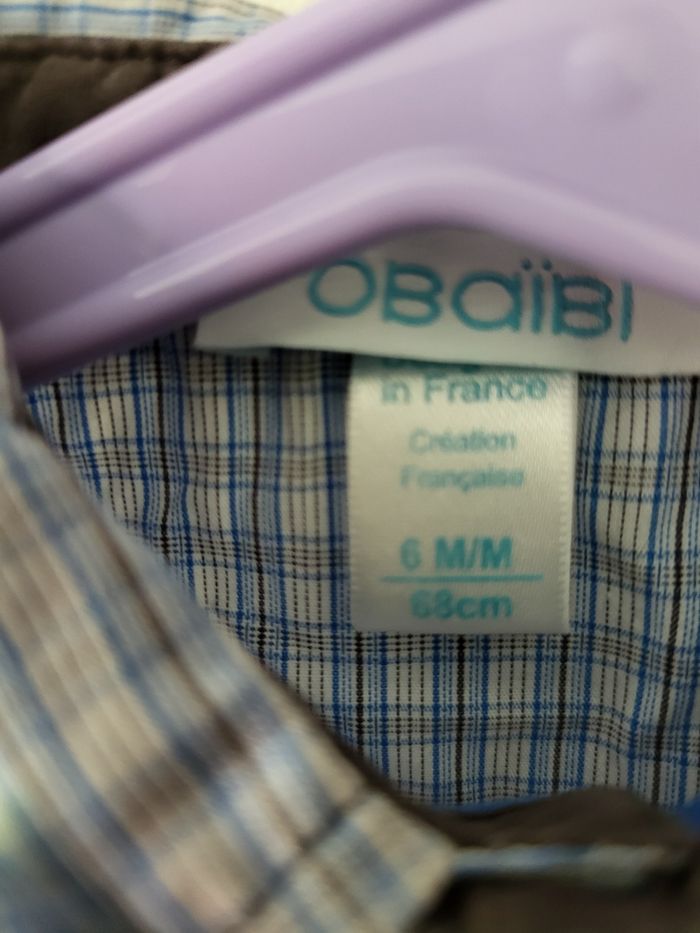 OBaïBi
in France
Création
Française
6 M/M
68cm